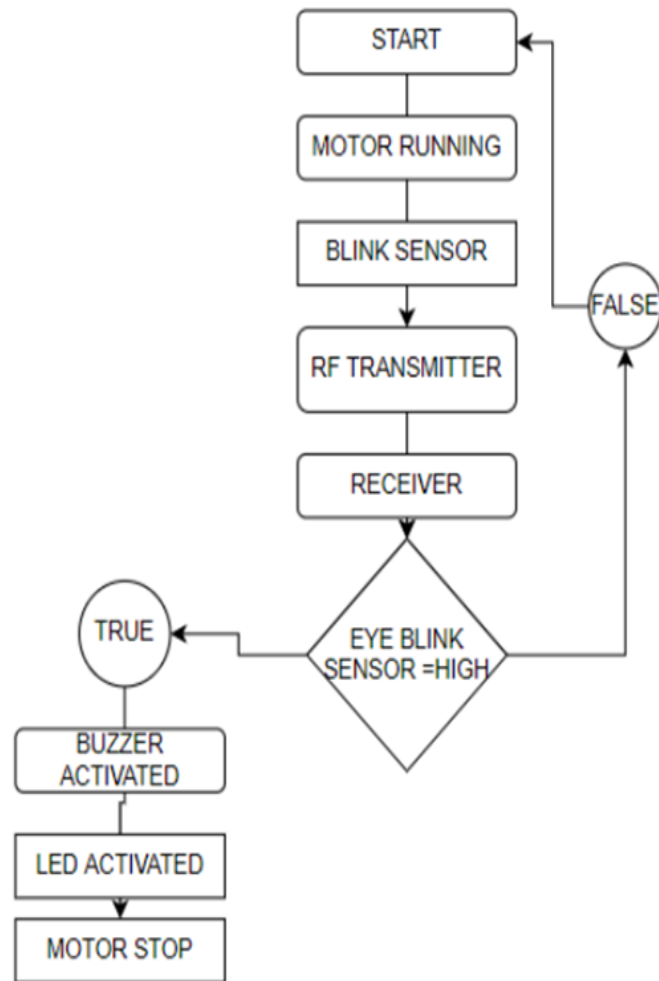 START
MOTOR RUNNING
BLINK SENSOR
RF TRANSMITTER
RECEIVER
EYE BLINK
SENSOR =HIGH
FALSE
TRUE
BUZZER
ACTIVATED
LED ACTIVATED
MOTOR STOP